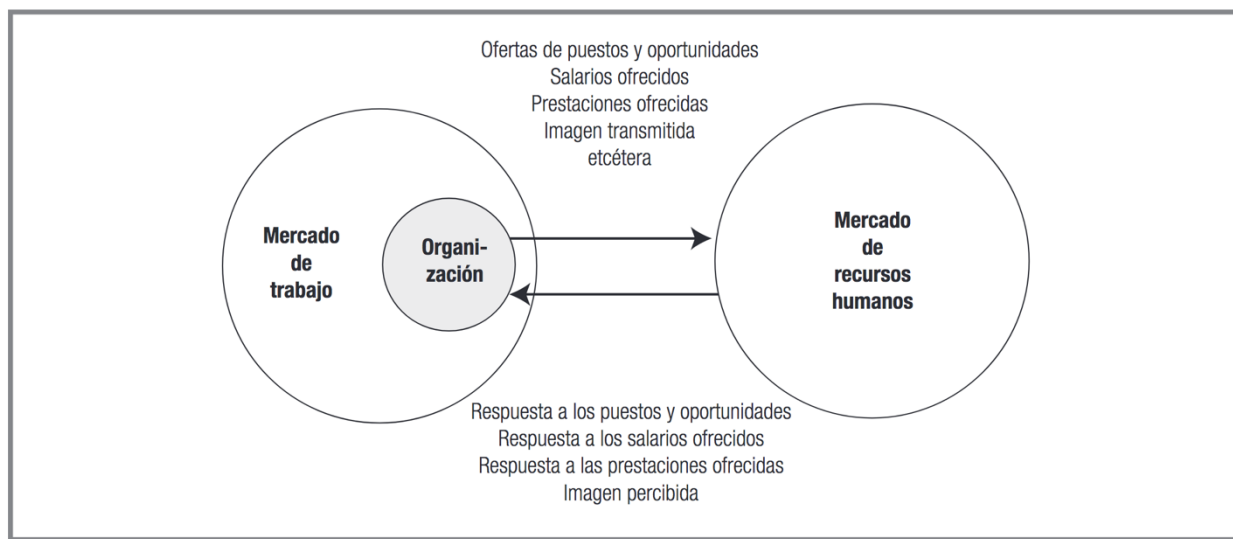 Ofertas de puestos y oportunidades
Salarios ofrecidos
Prestaciones ofrecidas
Imagen transmitida
etcétera
Mercado
de
trabajo
Organi-
zación
Mercado
de
recursos
humanos
Respuesta a los puestos y oportunidades
Respuesta a los salarios ofrecidos
Respuesta a las prestaciones ofrecidas
Imagen percibida